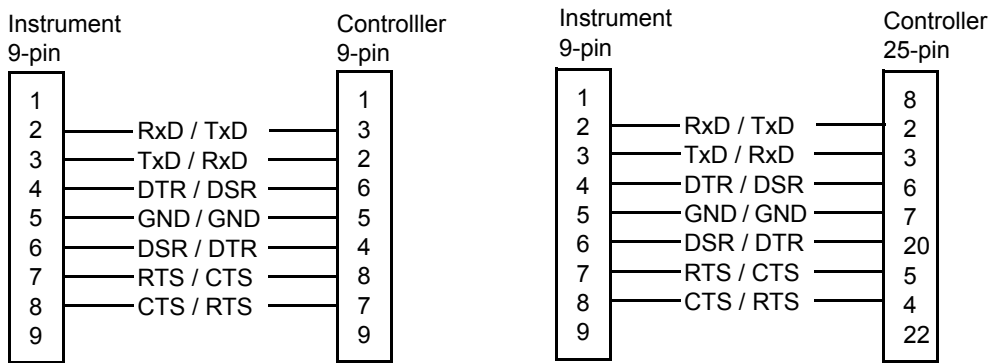 Instrument
9-pin
Controlller
9-pin
1 1
2 RxD / TxD 3
3 TxD / RxD 2
4 DTR / DSR 6
5 GND / GND 5
6 DSR / DTR 4
7 RTS / CTS 8
8 CTS / RTS 7
9 9
Instrument
9-pin
Controller
25-pin
1 8
2 RxD / TxD 2
3 TxD / RxD 3
4 DTR / DSR 6
5 GND / GND 7
6 DSR / DTR 20
7 RTS / CTS 5
8 CTS / RTS 4
9 22